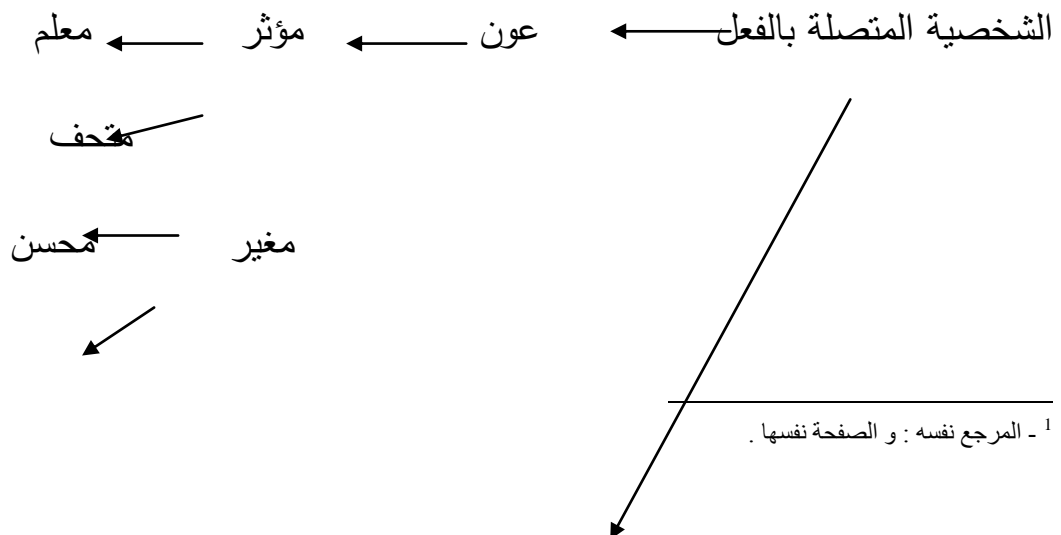 الشخصية المتصلة بالفعل عون مؤثر معلم
متحف
مغير محسن
1 - المرجع نفسه : و الصفحة نفسها .